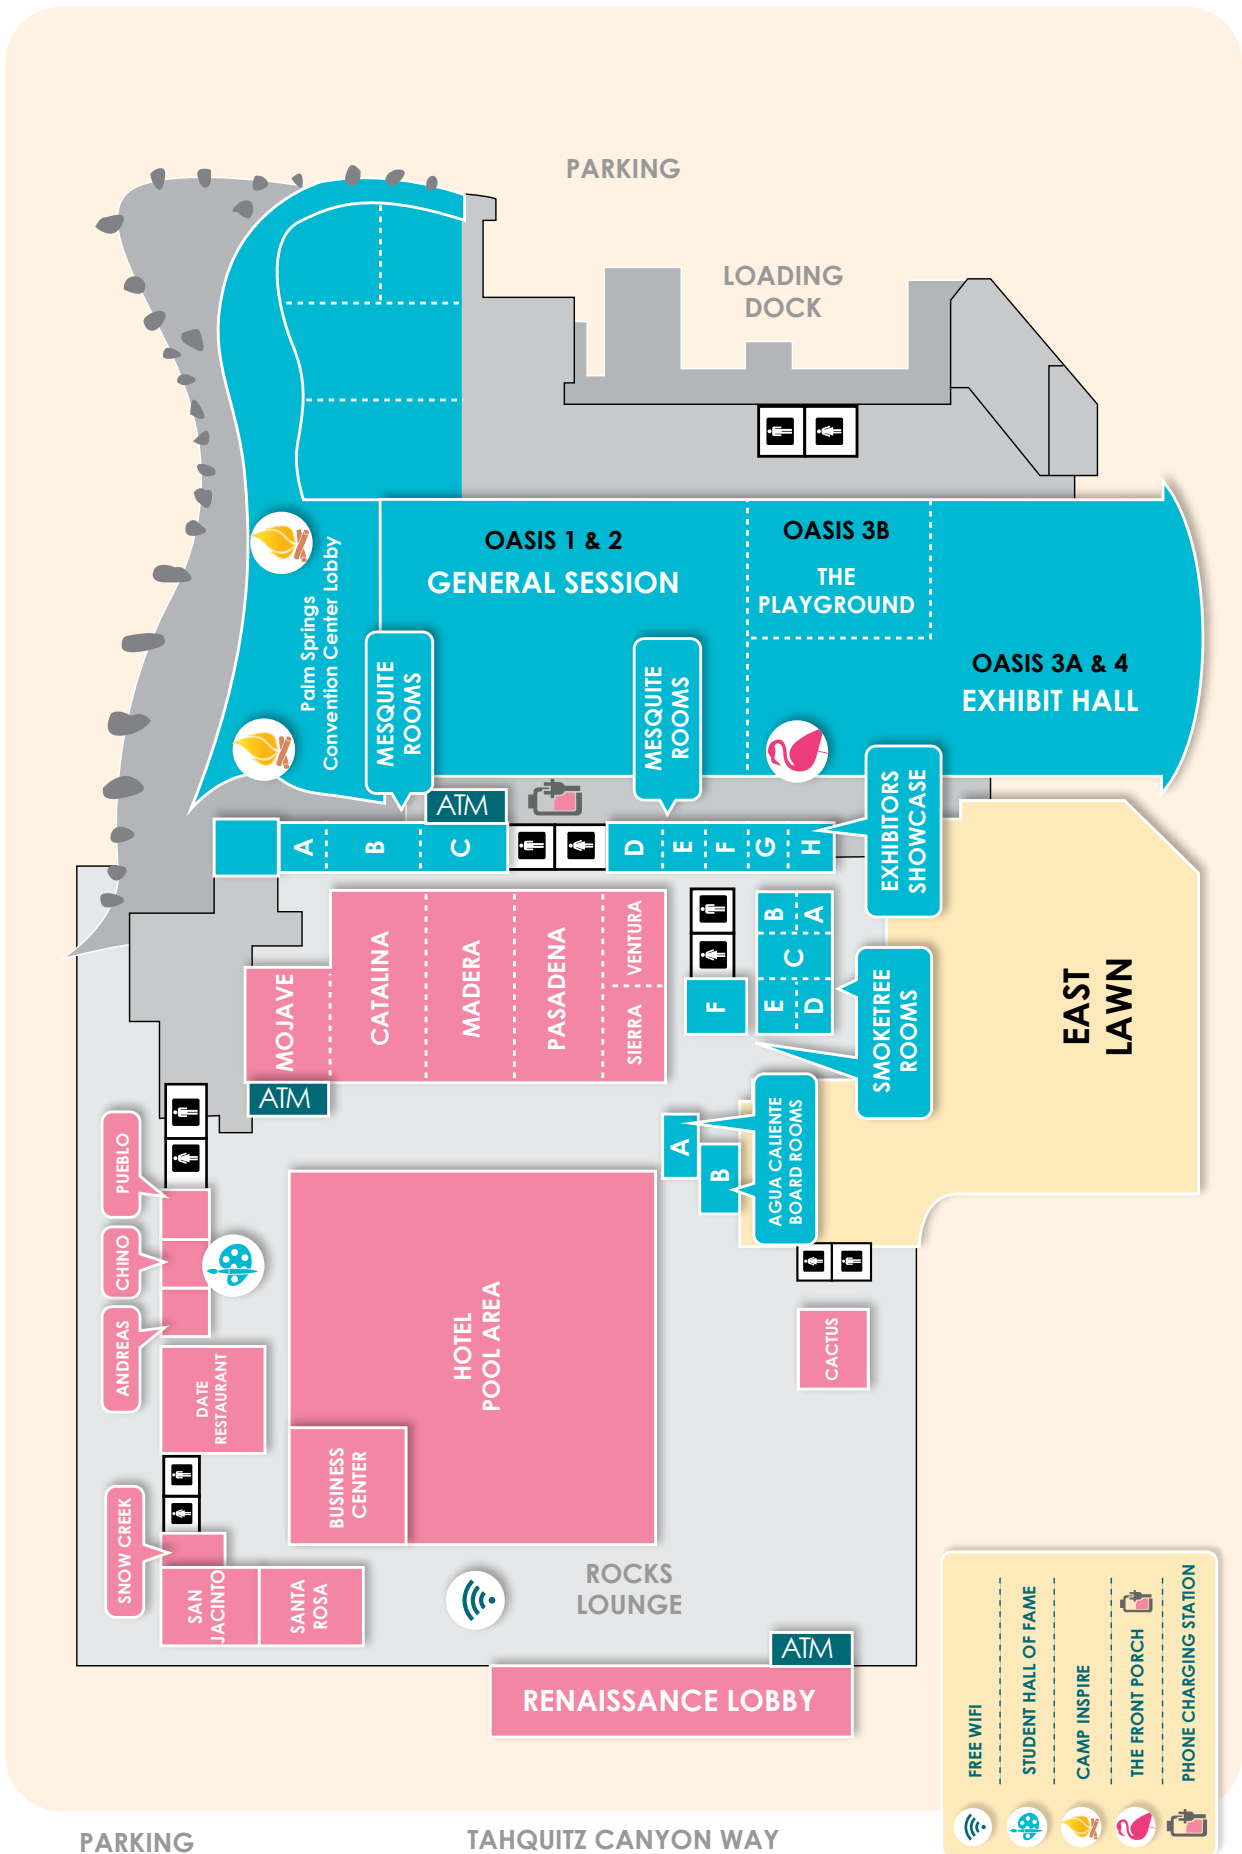 PARKING
LOADING
DOCK
OASIS 1 & 2
GENERAL SESSION
OASIS 3B
THE
PLAYGROUND
OASIS 3A & 4
EXHIBIT HALL
Palm Springs
Convention Center Lobby
MESQUITE
ROOMS
MESQUITE
ROOMS
EXHIBITORS
SHOWCASE
ATM
A
B
C
D
E
F
G
H
MOJAVE
CATALINA
MADERA
PASADENA
SIERRA
VENTURA
ATM
F
B
A
C
E
D
SMOKETREE
ROOMS
EAST
LAWN
A
B
AGUA CALIENTE
BOARD ROOMS
PUEBLO
CHINO
ANDREAS
DATE
RESTAURANT
HOTEL
POOL AREA
BUSINESS
CENTER
CACTUS
SNOW CREEK
SAN
JACINTO
SANTA
ROSA
ROCKS
LOUNGE
ATM
RENAISSANCE LOBBY
FREE WIFI
STUDENT HALL OF FAME
CAMP INSPIRE
THE FRONT PORCH
PHONE CHARGING STATION
PARKING
TAHQUITZ CANYON WAY